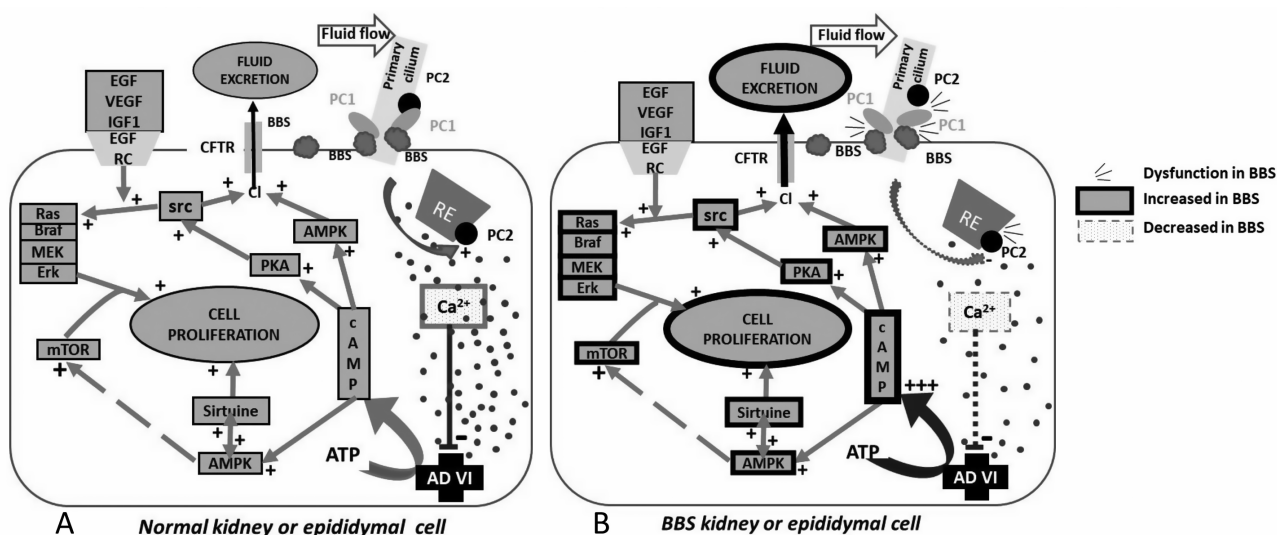 Fluid flow
FLUID
EXCRETION
Primary
cilium
PC2
EGF
VEGF
IGF1
EGF
RC
PC1
PC1
BBS
CFTR
BBS
BBS
Cl
+
+
+
+
src
Ras
Braf
MEK
Erk
+
+
AMPK
+
PKA
+
RE
PC2
+
Ca²⁺
CELL
PROLIFERATION
+
cAMP
mTOR
+
+
Sirtuine
+
+
AMPK
+
ATP
-
AD VI
A
Normal kidney or epididymal cell
Fluid flow
FLUID
EXCRETION
Primary
cilium
PC2
EGF
VEGF
IGF1
EGF
RC
PC1
PC1
CFTR
BBS
BBS
Cl
+
+
+
+
src
Ras
Braf
MEK
Erk
+
+
AMPK
+
PKA
+
RE
PC2
-
Ca²⁺
CELL
PROLIFERATION
+
cAMP
+++
mTOR
+
+
Sirtuine
+
+
AMPK
+
ATP
-
AD VI
B
BBS kidney or epididymal cell
Dysfunction in BBS
Increased in BBS
Decreased in BBS